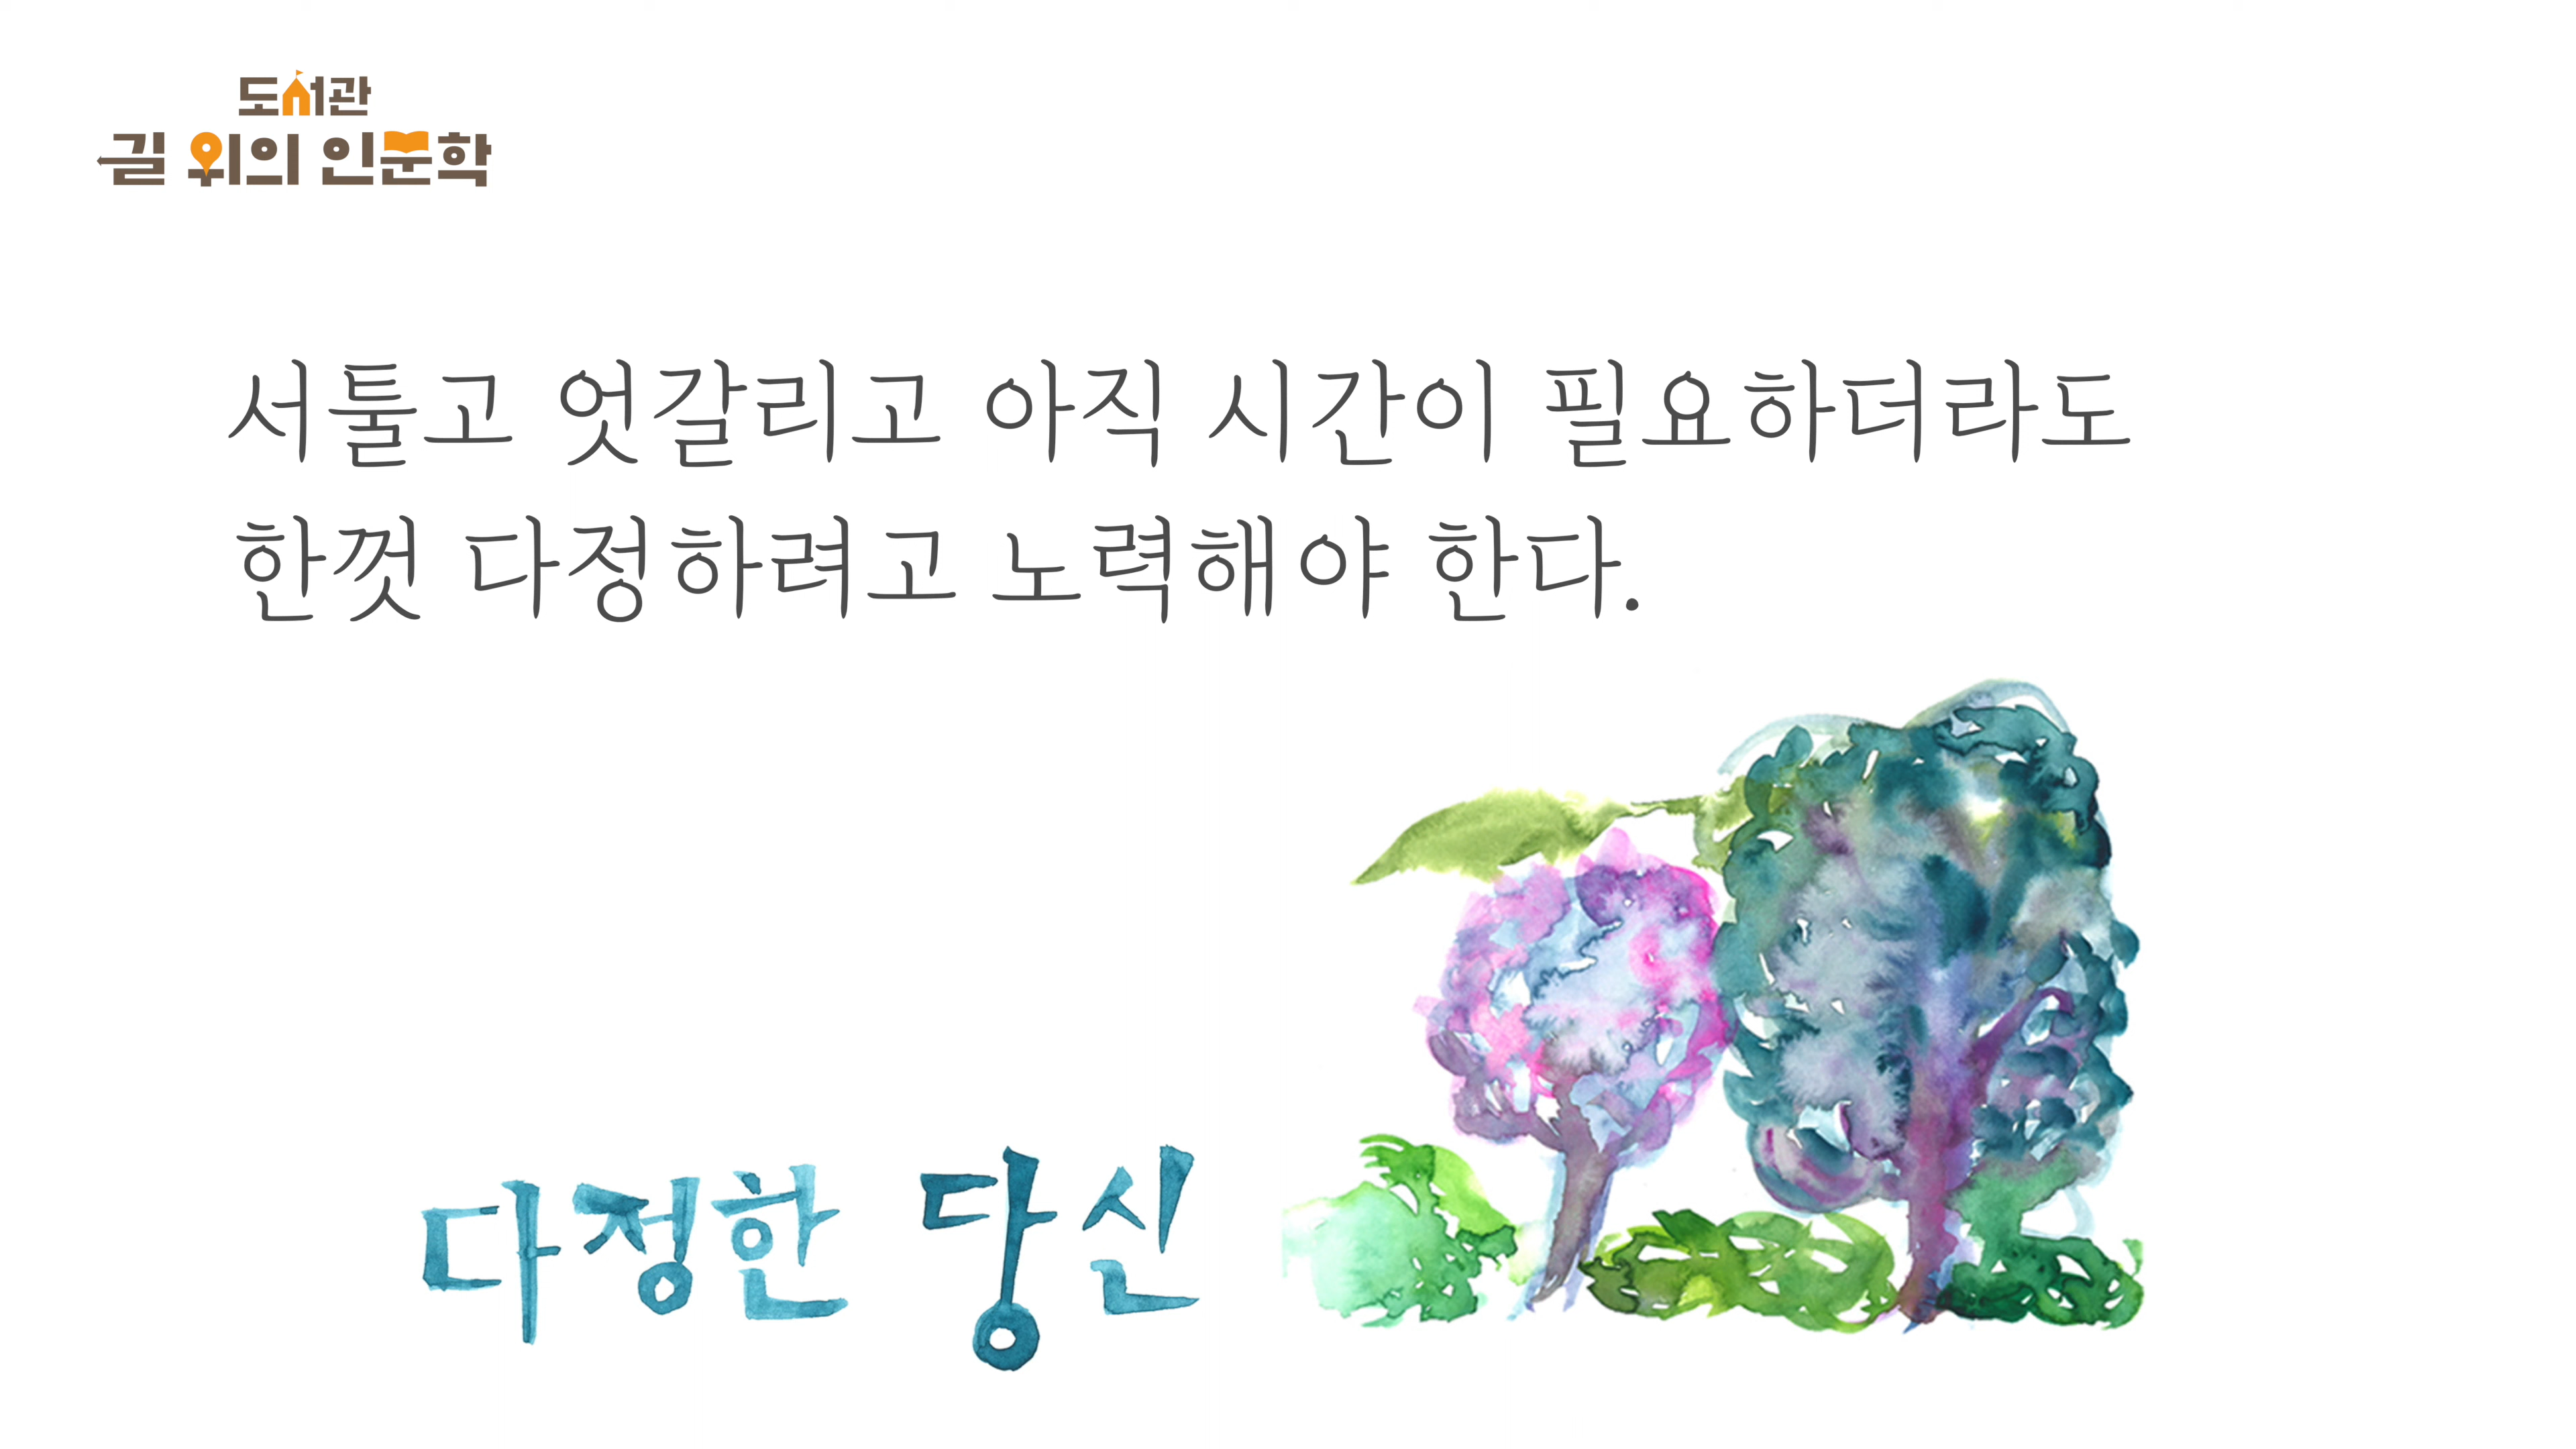 도서관
길 위의 인문학
서툴고 엇갈리고 아직 시간이 필요하더라도
한껏 다정하려고 노력해야 한다.
다정한 당신